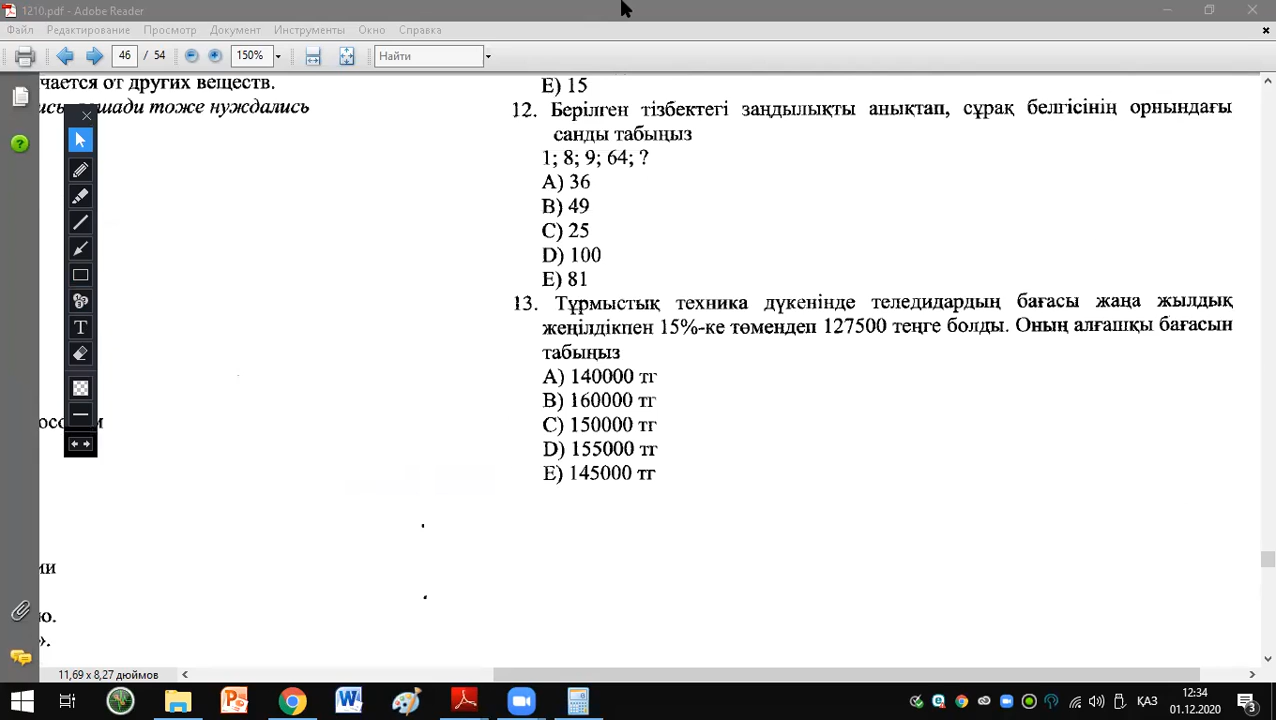 1210.pdf - Adobe Reader
Файл Редактирование Просмотр Документ Инструменты Окно Справка
46 / 54 150% Найти
чается от других веществ.
шади тоже нуждались
ии
ю.
».
E) 15
12. Берілген тізбектегі заңдылықты анықтап, сұрақ белгісінің орнындағы
санды табыңыз
1; 8; 9; 64; ?
A) 36
B) 49
C) 25
D) 100
E) 81
13. Тұрмыстық техника дүкенінде теледидардың бағасы жаңа жылдық
жеңілдікпен 15%-ке төмендеп 127500 теңге болды. Оның алғашқы бағасын
табыңыз
A) 140000 тг
B) 160000 тг
C) 150000 тг
D) 155000 тг
E) 145000 тг
11,69 x 8,27 дюймов
КАЗ
12:34
01.12.2020
3